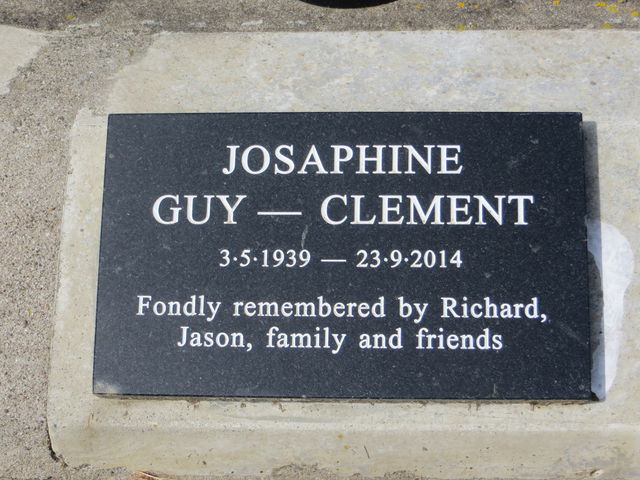 JOSAPHINE
GUY — CLEMENT
3·5·1939 — 23·9·2014
Fondly remembered by Richard,
Jason, family and friends